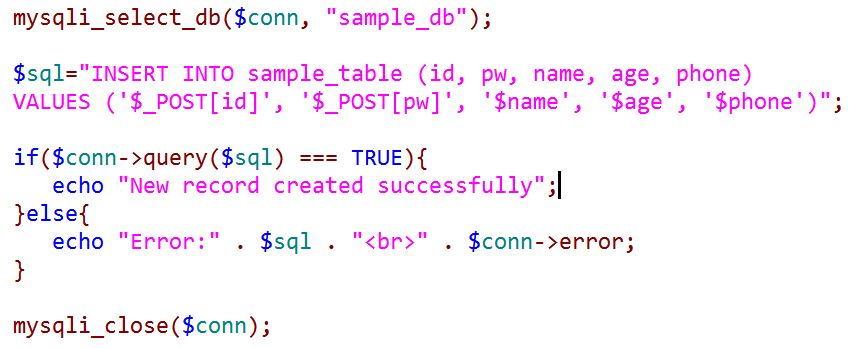 mysqli_select_db($conn, "sample_db");
$sql="INSERT INTO sample_table (id, pw, name, age, phone)
VALUES ('$_POST[id]', '$_POST[pw]', '$name', '$age', '$phone')";
if($conn->query($sql) === TRUE){
   echo "New record created successfully";
}else{
   echo "Error:" . $sql . "<br>" . $conn->error;
}
mysqli_close($conn);